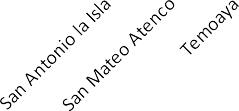 San Antonio la Isla
San Mateo Atenco
Temoaya